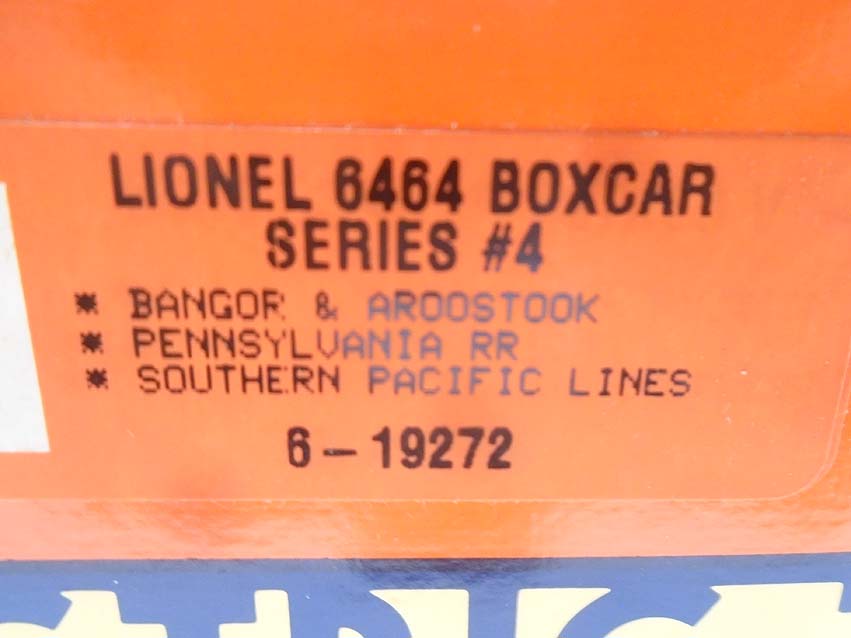 LIONEL 6464 BOXCAR
SERIES #4
* BANGOR & AROOSTOOK
* PENNSYLVANIA RR
* SOUTHERN PACIFIC LINES
6-19272